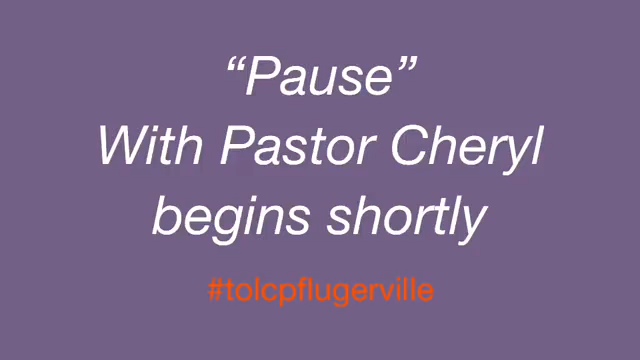 “Pause”
With Pastor Cheryl
begins shortly
#tolcpflugerville